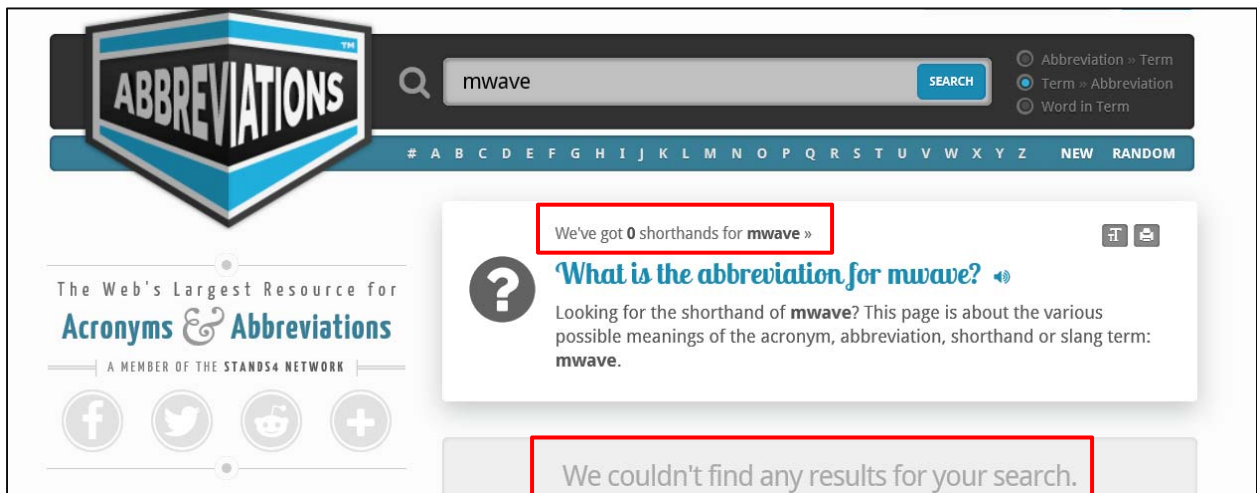 ABBREVIATIONS™
mwave
SEARCH
Abbreviation » Term
Term » Abbreviation
Word in Term
# A B C D E F G H I J K L M N O P Q R S T U V W X Y Z NEW RANDOM
The Web's Largest Resource for
Acronyms & Abbreviations
A MEMBER OF THE STANDS4 NETWORK
We've got 0 shorthands for mwave »
What is the abbreviation for mwave?
Looking for the shorthand of mwave? This page is about the various
possible meanings of the acronym, abbreviation, shorthand or slang term:
mwave.
We couldn't find any results for your search.